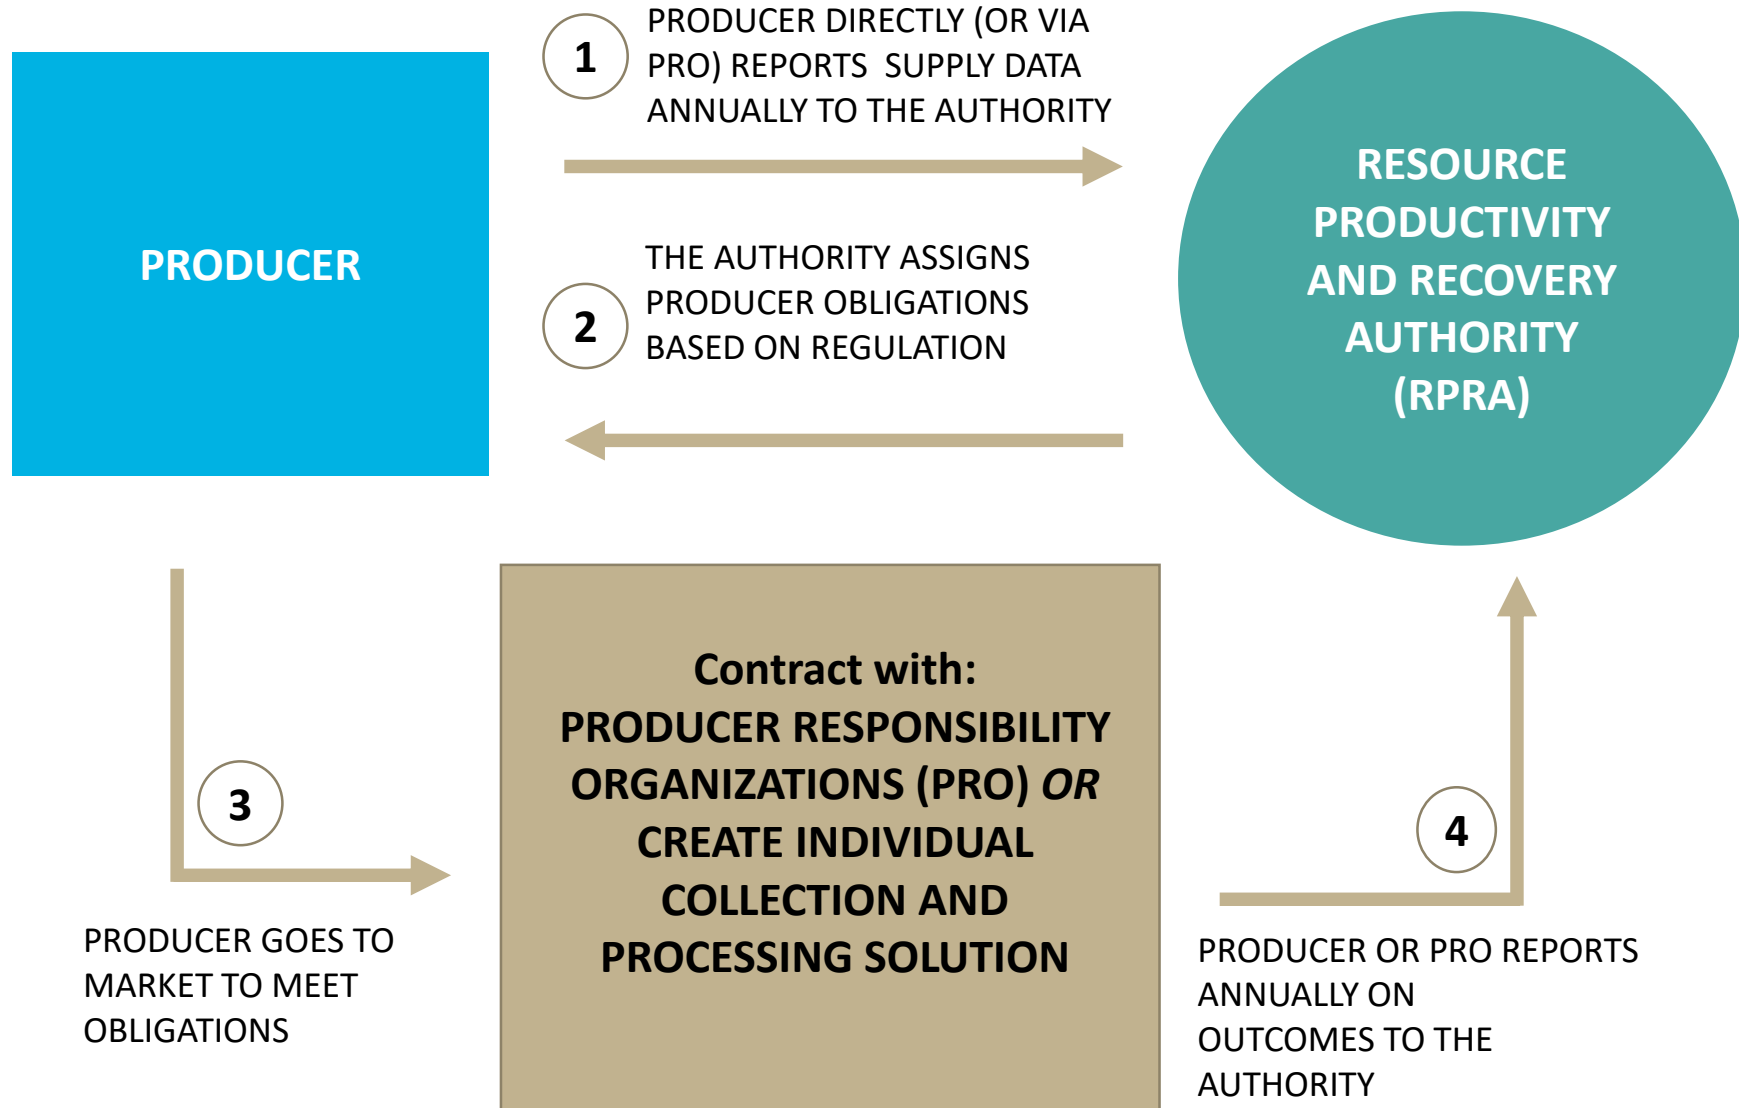 PRODUCER
1
PRODUCER DIRECTLY (OR VIA
PRO) REPORTS SUPPLY DATA
ANNUALLY TO THE AUTHORITY
2
THE AUTHORITY ASSIGNS
PRODUCER OBLIGATIONS
BASED ON REGULATION
RESOURCE
PRODUCTIVITY
AND RECOVERY
AUTHORITY
(RPRA)
3
PRODUCER GOES TO
MARKET TO MEET
OBLIGATIONS
Contract with:
PRODUCER RESPONSIBILITY
ORGANIZATIONS (PRO) OR
CREATE INDIVIDUAL
COLLECTION AND
PROCESSING SOLUTION
4
PRODUCER OR PRO REPORTS
ANNUALLY ON
OUTCOMES TO THE
AUTHORITY